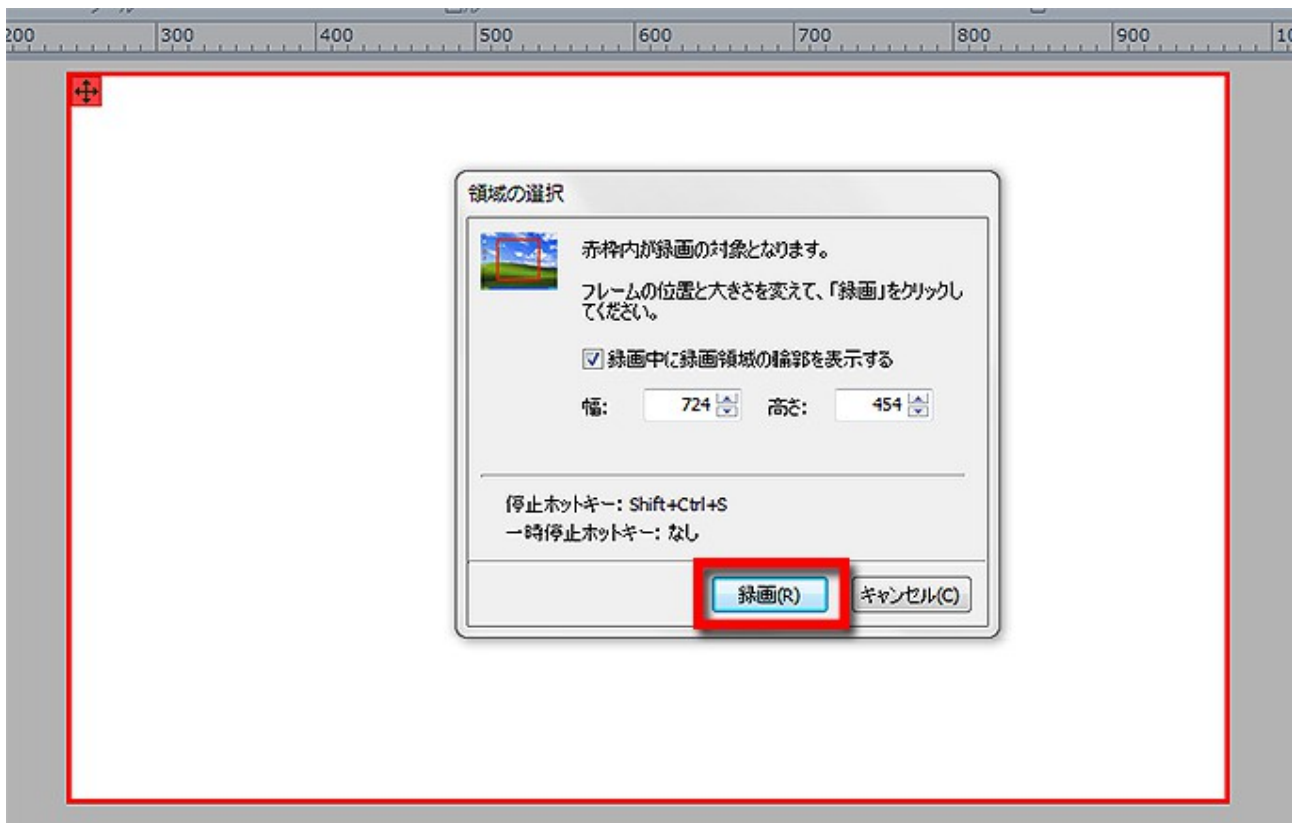 200 300 400 500 600 700 800 900
領域の選択
赤枠内が録画の対象となります。
フレームの位置と大きさを変えて、「録画」をクリックし
てください。
録画中に録画領域の輪郭を表示する
幅: 724 高さ: 454
停止ホットキー: Shift+Ctrl+S
一時停止ホットキー: なし
録画(R) キャンセル(C)